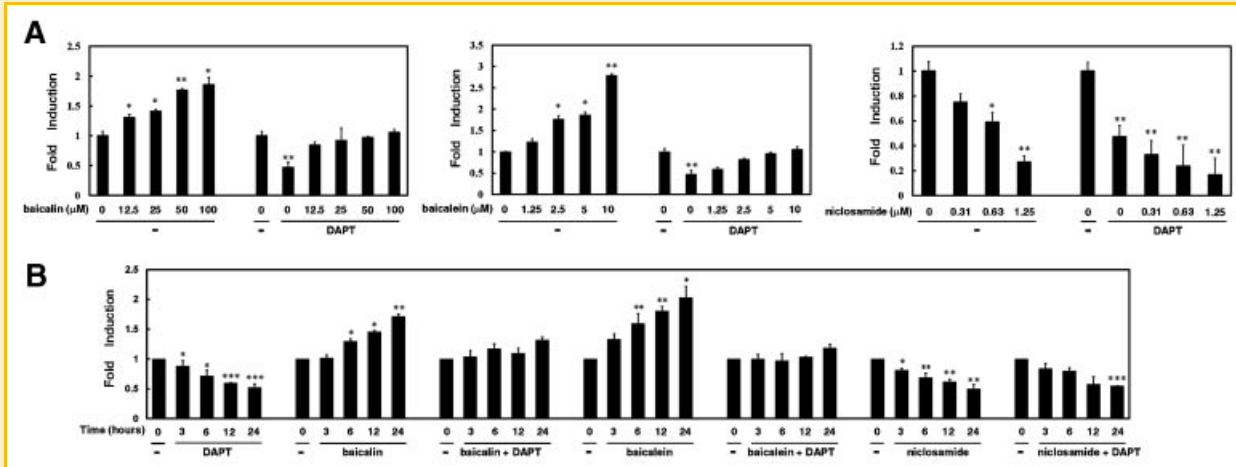 A
2.5
2
1.5
1
0.5
0
Fold Induction
* * ** * **
baicalin (μM) 0 12.5 25 50 100 0 0 12.5 25 50 100
- - DAPT
3.5
3
2.5
2
1.5
1
0.5
0
Fold Induction
* * ** **
baicalein (μM) 0 1.25 2.5 5 10 0 0 1.25 2.5 5 10
- - DAPT
1.2
1
0.8
0.6
0.4
0.2
0
Fold Induction
* ** ** ** ** **
niclosamide (μM) 0 0.31 0.63 1.25 0 0 0.31 0.63 1.25
- - DAPT
B
2.5
2
1.5
1
0.5
0
Fold Induction
* * *** *** * * ** ** ** * * ** ** ** ***
Time (hours) 0 3 6 12 24 0 3 6 12 24 0 3 6 12 24 0 3 6 12 24 0 3 6 12 24 0 3 6 12 24 0 3 6 12 24
- DAPT - baicalin - baicalin + DAPT - baicalein - baicalein + DAPT - niclosamide - niclosamide + DAPT